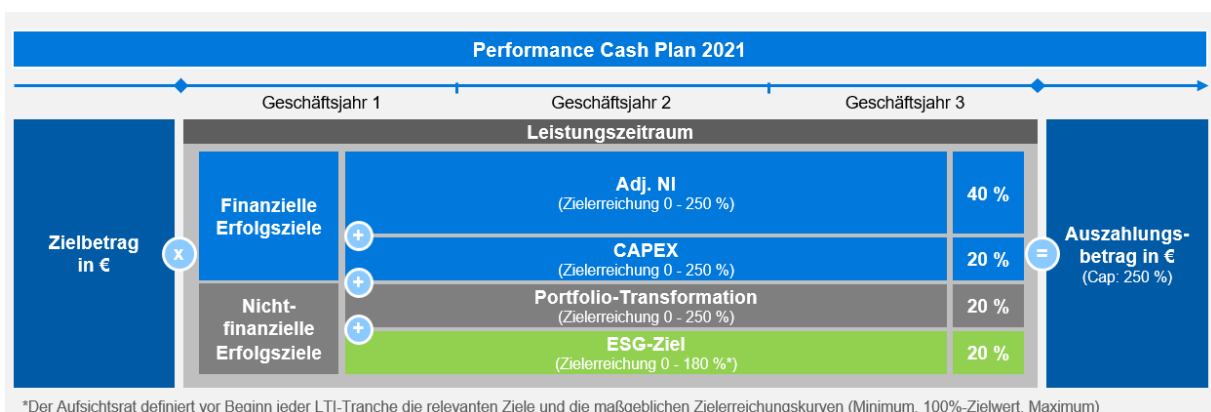 Performance Cash Plan 2021
Geschäftsjahr 1
Geschäftsjahr 2
Geschäftsjahr 3
Leistungszeitraum
Zielbetrag
in €
x
Finanzielle
Erfolgsziele
Adj. NI
(Zielerreichung 0 - 250 %)
40 %
+
CAPEX
(Zielerreichung 0 - 250 %)
20 %
+
Nicht-
finanzielle
Erfolgsziele
Portfolio-Transformation
(Zielerreichung 0 - 250 %)
20 %
+
ESG-Ziel
(Zielerreichung 0 - 180 %*)
20 %
=
Auszahlungs-
betrag in €
(Cap: 250 %)
*Der Aufsichtsrat definiert vor Beginn jeder LTI-Tranche die relevanten Ziele und die maßgeblichen Zielerreichungskurven (Minimum, 100%-Zielwert, Maximum)